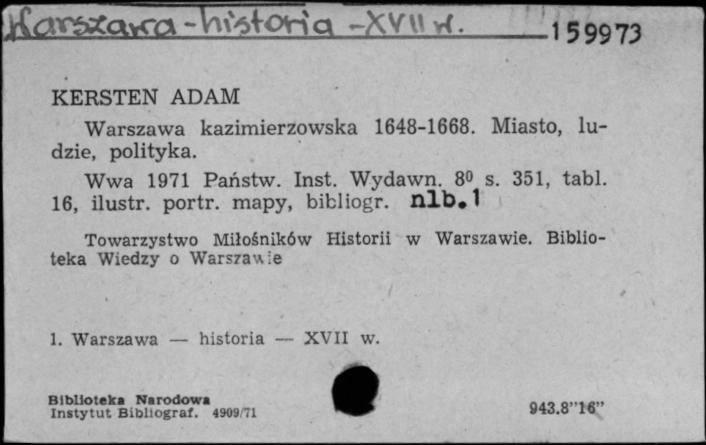 Warszawa - historia - XVII w.
159973
KERSTEN ADAM
Warszawa kazimierzowska 1648-1668. Miasto, lu-
dzie, polityka.
Wwa 1971 Państw. Inst. Wydawn. 8⁰ s. 351, tabl.
16, ilustr. portr. mapy, bibliogr. nlb.1
Towarzystwo Miłośników Historii w Warszawie. Biblio-
teka Wiedzy o Warszawie
1. Warszawa — historia — XVII w.
Biblioteka Narodowa
Instytut Bibliograf. 4909/71
943.8"16"